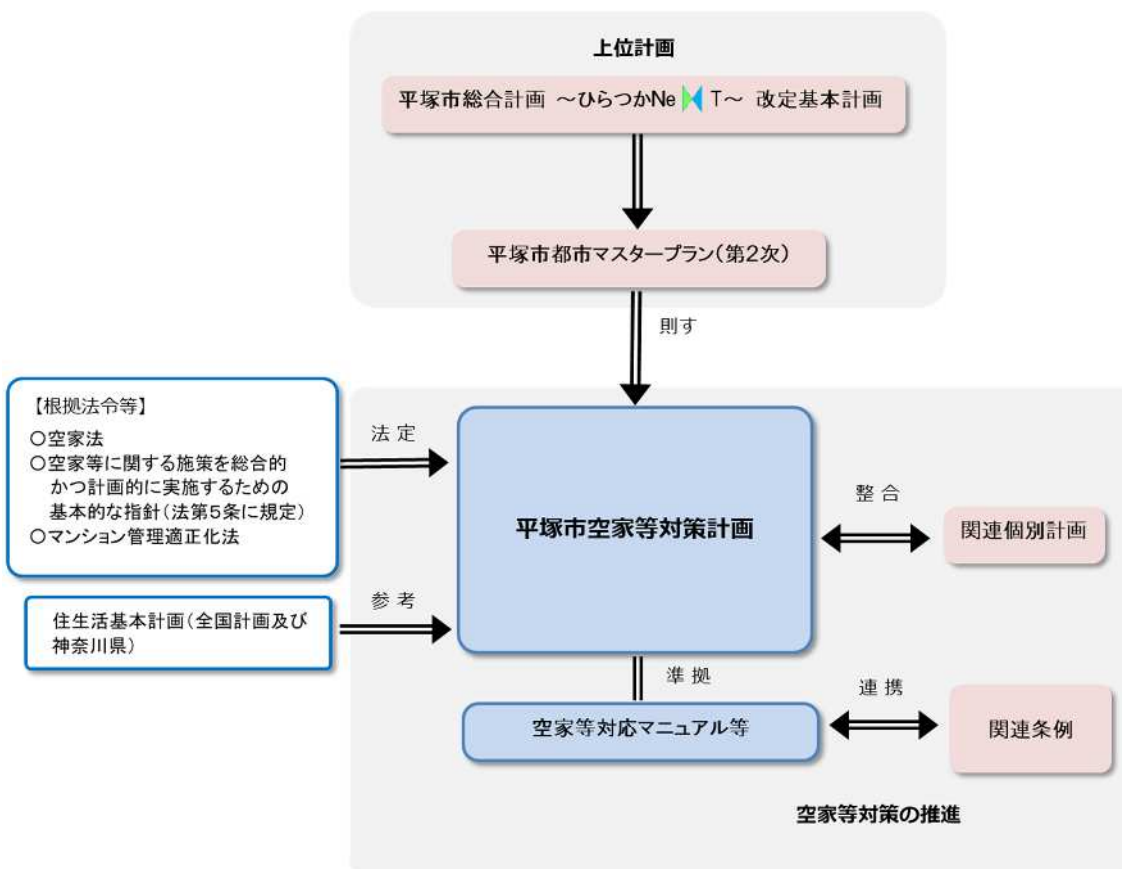 上位計画
平塚市総合計画 ～ひらつかNeXT～ 改定基本計画
平塚市都市マスタープラン(第2次)
則す
【根拠法令等】
○空家法
○空家等に関する施策を総合的
かつ計画的に実施するための
基本的な指針(法第5条に規定)
○マンション管理適正化法
法定
平塚市空家等対策計画
整合
関連個別計画
住生活基本計画(全国計画及び
神奈川県)
参考
準拠
空家等対応マニュアル等
連携
関連条例
空家等対策の推進